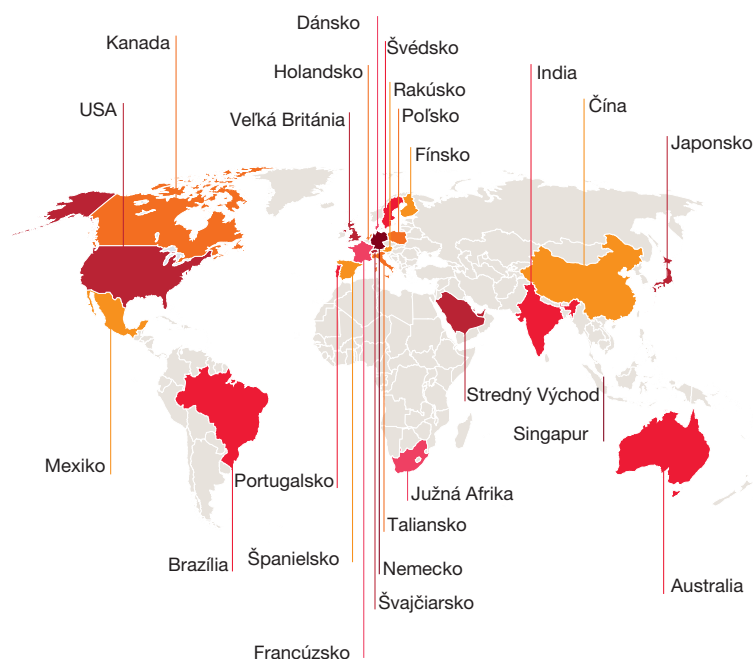 Dánsko
Kanada
Švédsko
Holandsko
India
Rakúsko
USA
Čína
Veľká Británia
Poľsko
Japonsko
Fínsko
Stredný Východ
Singapur
Mexiko
Portugalsko
Južná Afrika
Taliansko
Španielsko
Brazília
Nemecko
Australia
Švajčiarsko
Francúzsko